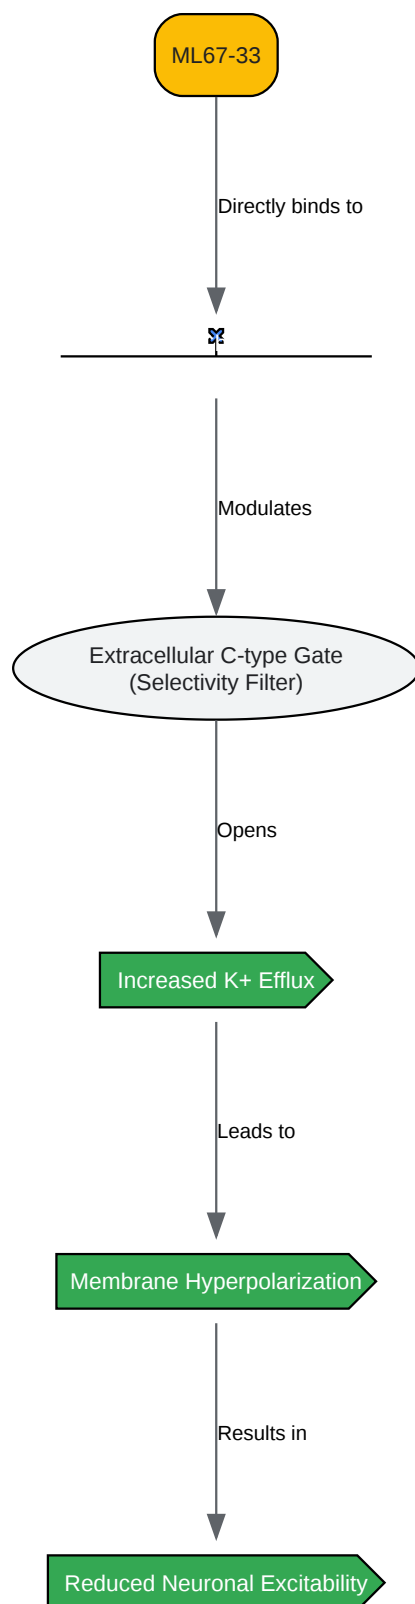 ML67-33
Directly binds to
Modulates
Extracellular C-type Gate
(Selectivity Filter)
Opens
Increased K+ Efflux
Leads to
Membrane Hyperpolarization
Results in
Reduced Neuronal Excitability